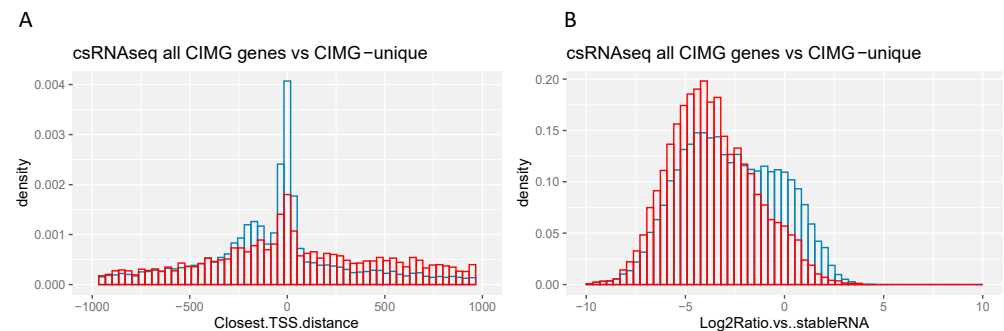 A
csRNAseq all CIMG genes vs CIMG−unique
density
0.004
0.003
0.002
0.001
0.000
−1000 −500 0 500 1000
Closest.TSS.distance
B
csRNAseq all CIMG genes vs CIMG−unique
density
0.20
0.15
0.10
0.05
0.00
−10 −5 0 5 10
Log2Ratio.vs..stableRNA